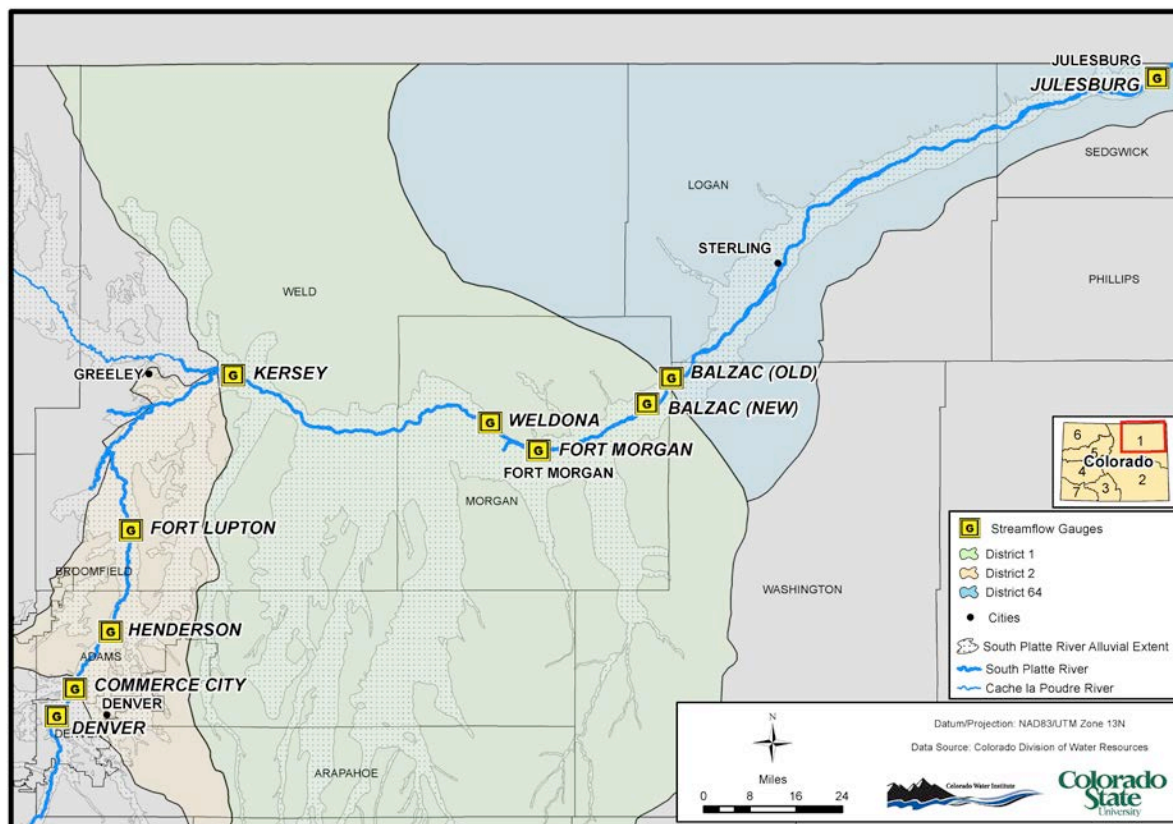 JULESBURG
JULESBURG
G
SEDGWICK
LOGAN
STERLING
PHILLIPS
WELD
GREELEY
G
KERSEY
G
BALZAC (OLD)
G
BALZAC (NEW)
G
WELDONA
G
FORT MORGAN
FORT MORGAN
MORGAN
G
FORT LUPTON
BROOMFIELD
WASHINGTON
G
HENDERSON
ADAMS
G
COMMERCE CITY
DENVER
G
DENVER
ARAPAHOE
6
1
5
Colorado
4
2
7
3
G
Streamflow Gauges
District 1
District 2
District 64
Cities
South Platte River Alluvial Extent
South Platte River
Cache la Poudre River
N
Miles
0 8 16 24
Datum/Projection: NAD83/UTM Zone 13N
Data Source: Colorado Division of Water Resources
Colorado Water Institute
Colorado
State
University